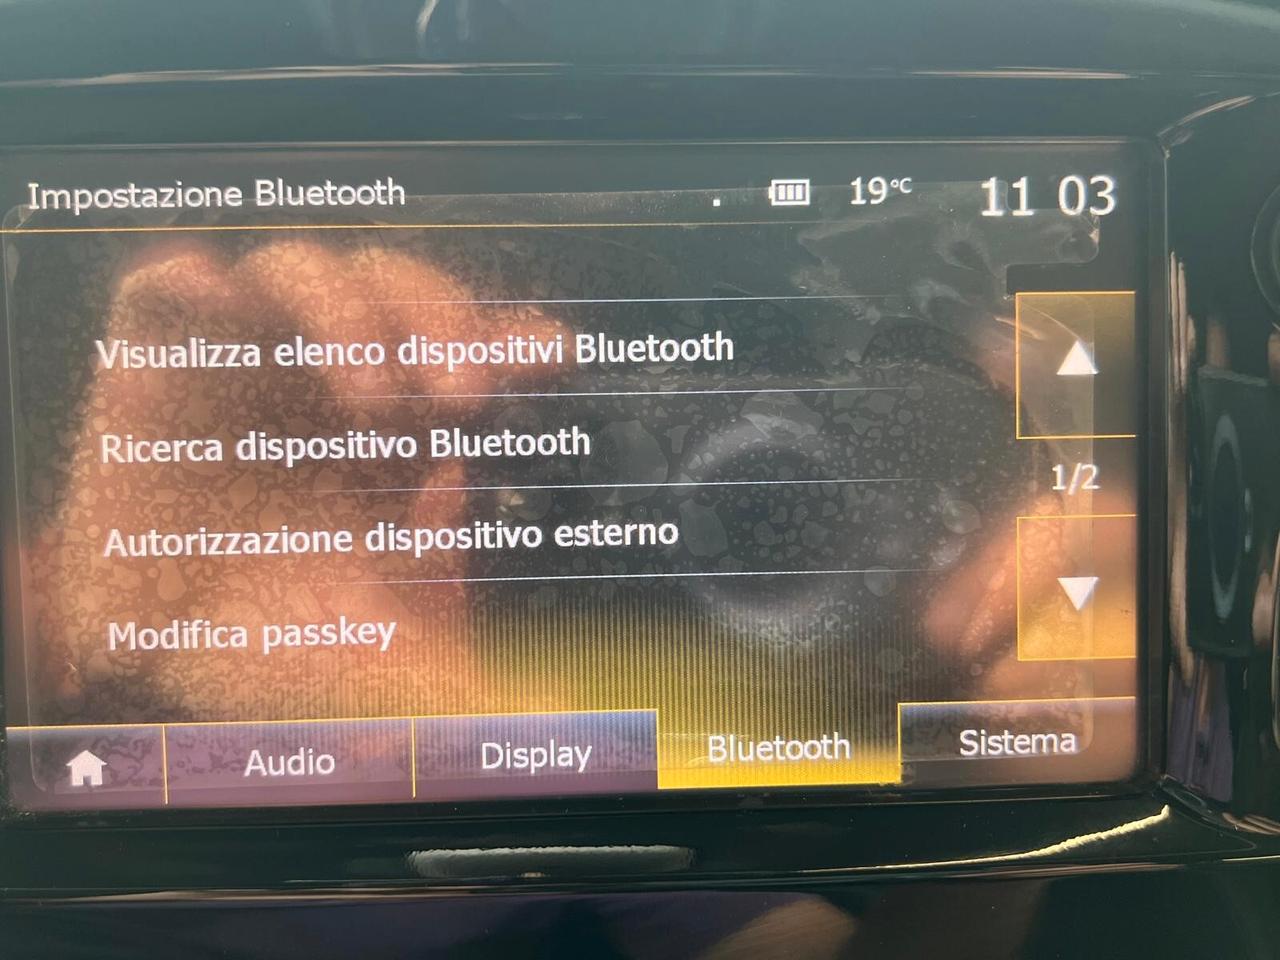 Impostazione Bluetooth
19°C
11 03
Visualizza elenco dispositivi Bluetooth
Ricerca dispositivo Bluetooth
1/2
Autorizzazione dispositivo esterno
Modifica passkey
Audio
Display
Bluetooth
Sistema